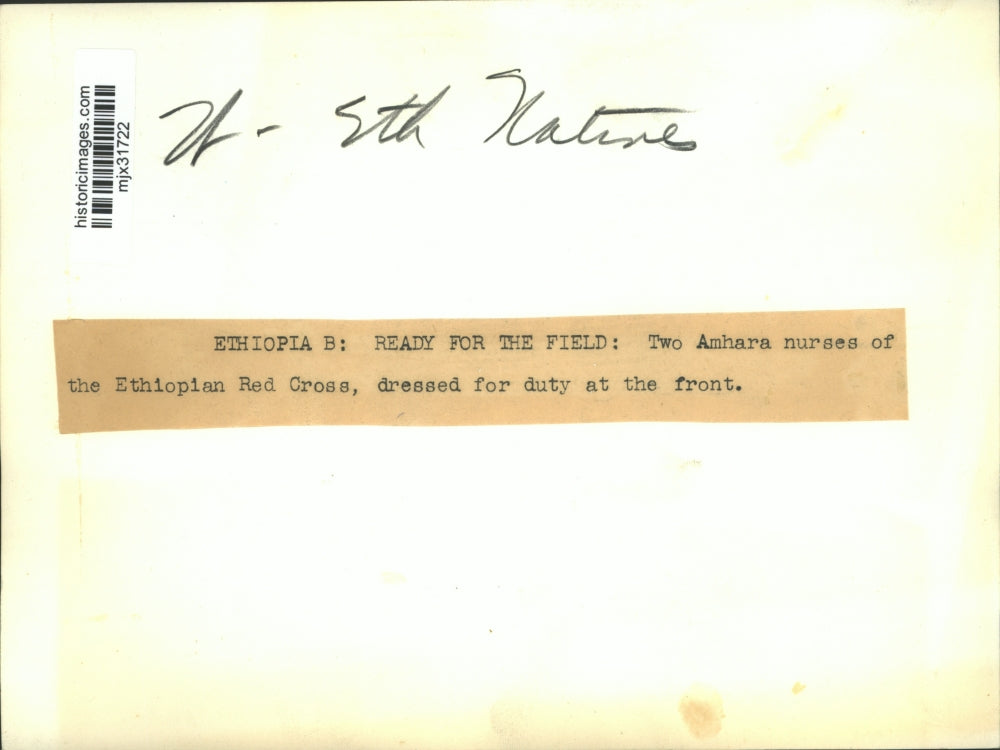 historicimages.com
mjx31722
- Eth Natives
ETHIOPIA B: READY FOR THE FIELD: Two Amhara nurses of
the Ethiopian Red Cross, dressed for duty at the front.